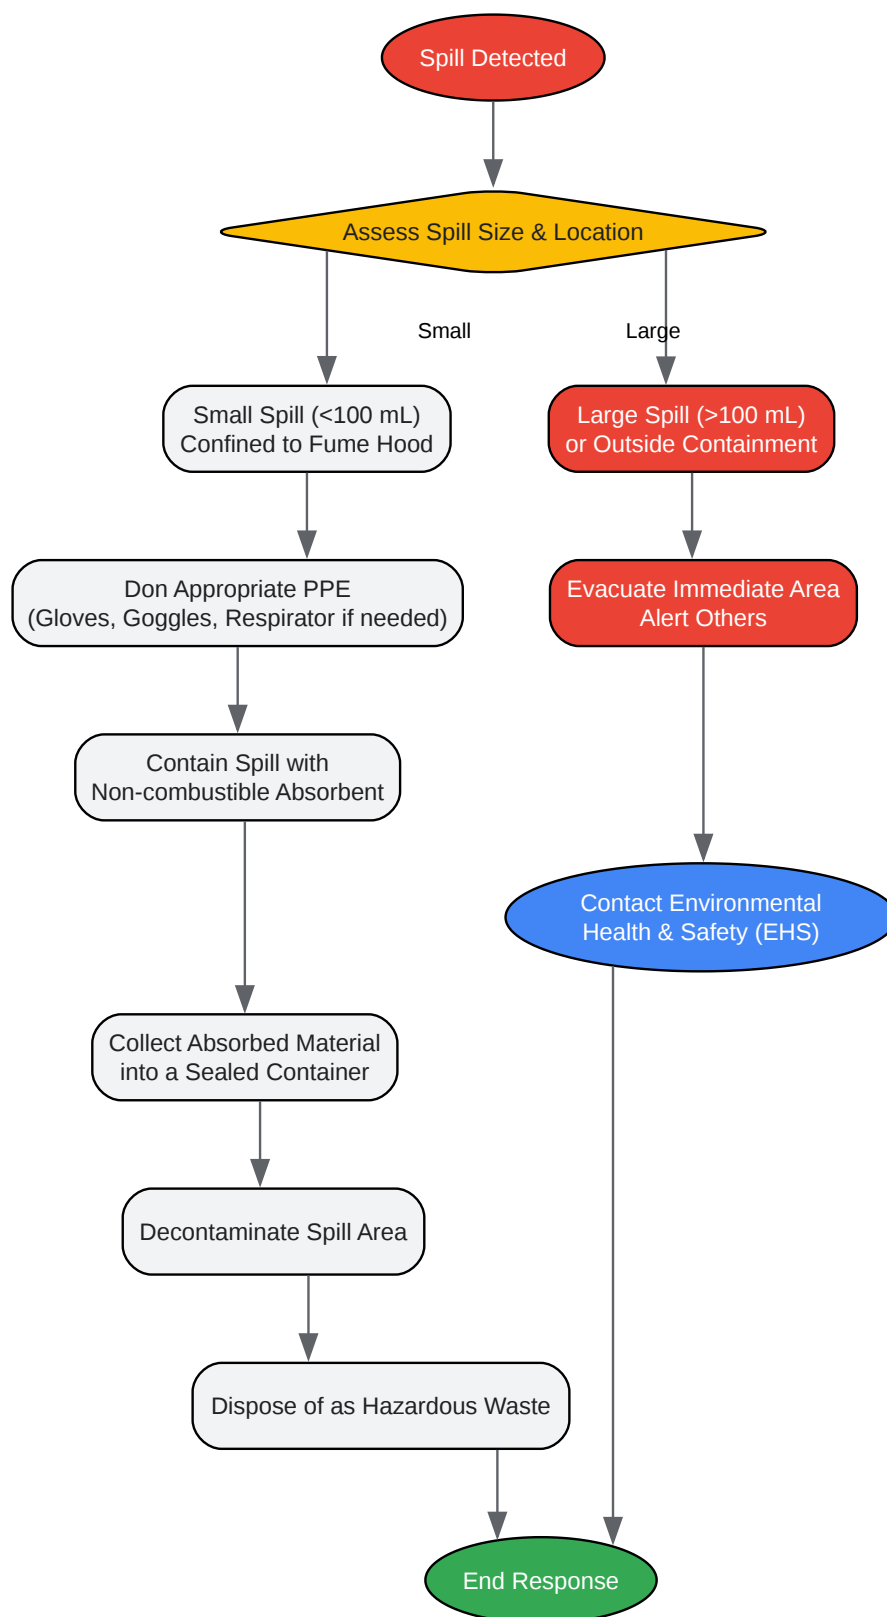 Spill Detected
Assess Spill Size & Location
Small
Large
Small Spill (<100 mL)
Confined to Fume Hood
Large Spill (>100 mL)
or Outside Containment
Don Appropriate PPE
(Gloves, Goggles, Respirator if needed)
Evacuate Immediate Area
Alert Others
Contain Spill with
Non-combustible Absorbent
Contact Environmental
Health & Safety (EHS)
Collect Absorbed Material
into a Sealed Container
Decontaminate Spill Area
Dispose of as Hazardous Waste
End Response